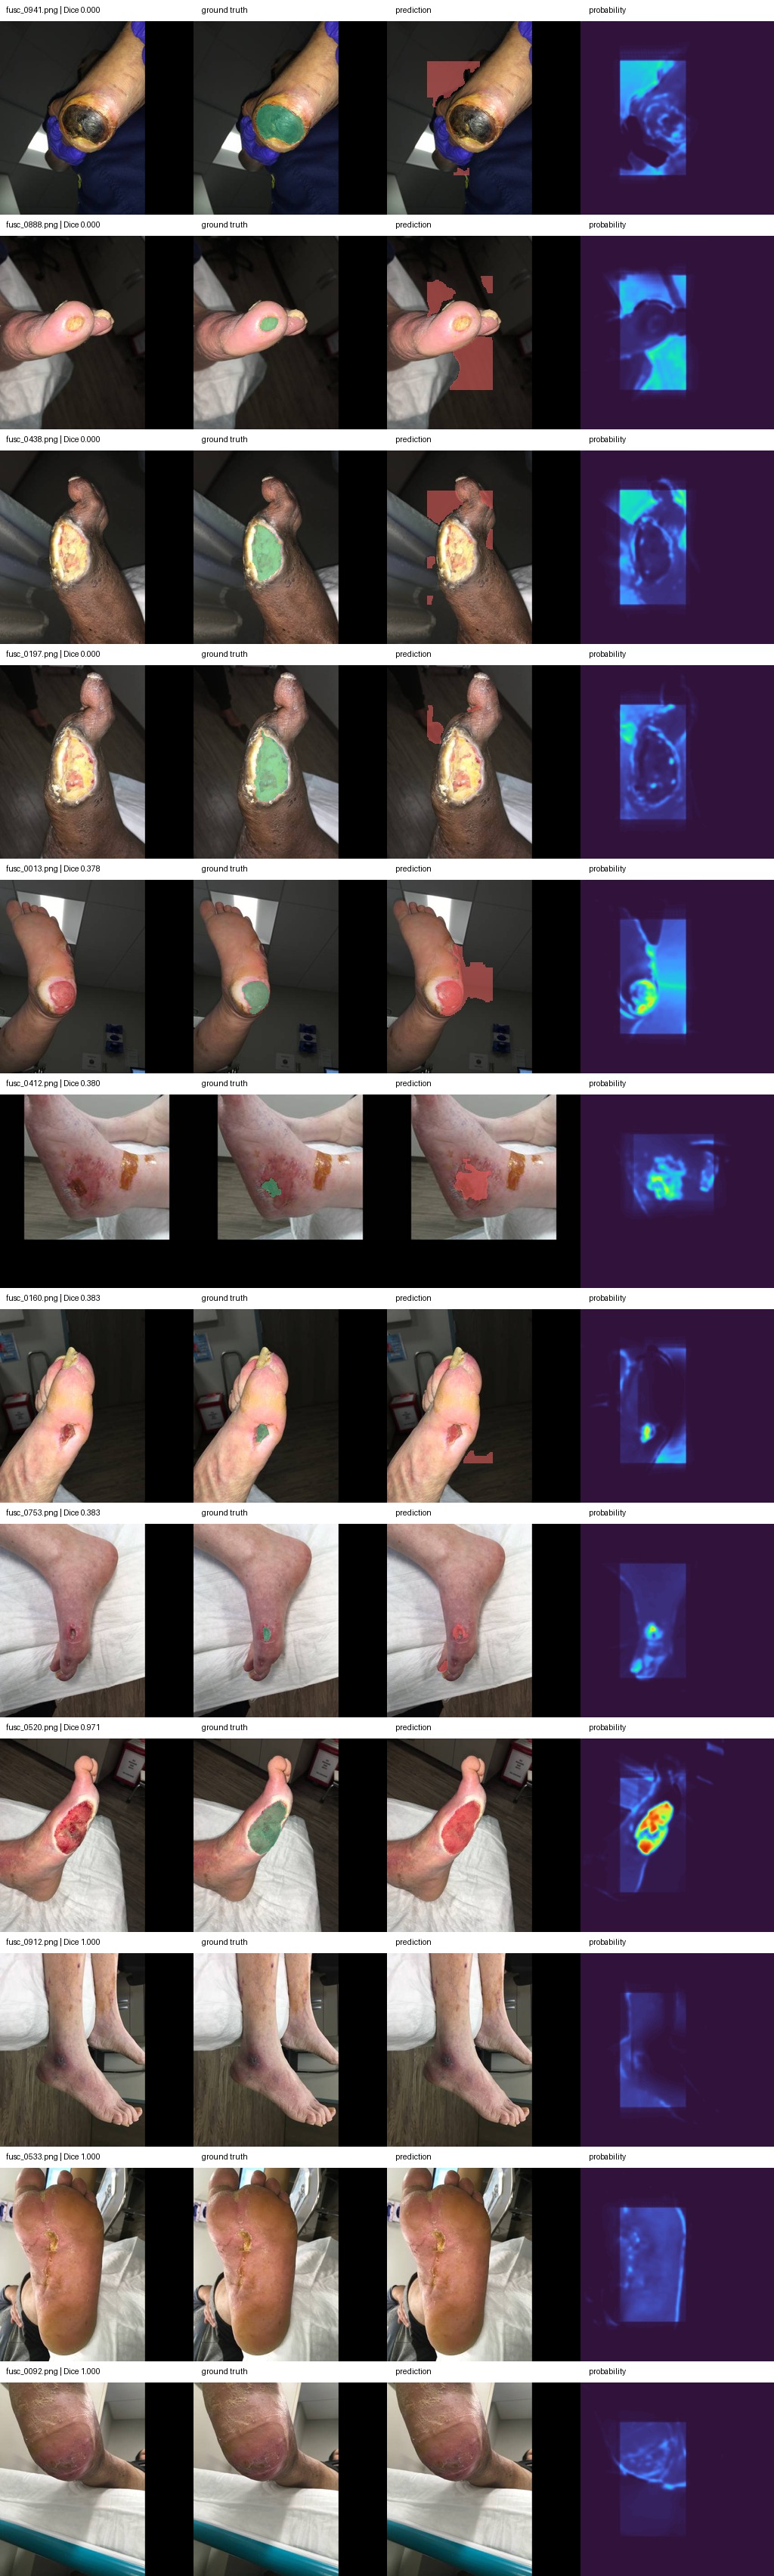 fusc_0941.png | Dice 0.000 ground truth prediction probability
fusc_0888.png | Dice 0.000 ground truth prediction probability
fusc_0438.png | Dice 0.000 ground truth prediction probability
fusc_0197.png | Dice 0.000 ground truth prediction probability
fusc_0013.png | Dice 0.378 ground truth prediction probability
fusc_0412.png | Dice 0.380 ground truth prediction probability
fusc_0160.png | Dice 0.383 ground truth prediction probability
fusc_0753.png | Dice 0.383 ground truth prediction probability
fusc_0520.png | Dice 0.971 ground truth prediction probability
fusc_0912.png | Dice 1.000 ground truth prediction probability
fusc_0533.png | Dice 1.000 ground truth prediction probability
fusc_0092.png | Dice 1.000 ground truth prediction probability